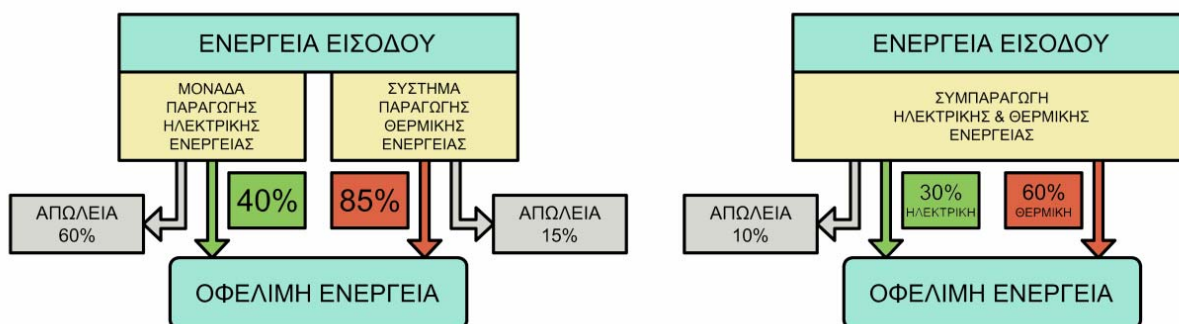 ΕΝΕΡΓΕΙΑ ΕΙΣΟΔΟΥ
ΜΟΝΑΔΑ
ΠΑΡΑΓΩΓΗΣ
ΗΛΕΚΤΡΙΚΗΣ
ΕΝΕΡΓΕΙΑΣ
ΣΥΣΤΗΜΑ
ΠΑΡΑΓΩΓΗΣ
ΘΕΡΜΙΚΗΣ
ΕΝΕΡΓΕΙΑΣ
ΑΠΩΛΕΙΑ
60%
40%
85%
ΑΠΩΛΕΙΑ
15%
ΟΦΕΛΙΜΗ ΕΝΕΡΓΕΙΑ
ΕΝΕΡΓΕΙΑ ΕΙΣΟΔΟΥ
ΣΥΜΠΑΡΑΓΩΓΗ
ΗΛΕΚΤΡΙΚΗΣ & ΘΕΡΜΙΚΗΣ
ΕΝΕΡΓΕΙΑΣ
ΑΠΩΛΕΙΑ
10%
30%
ΗΛΕΚΤΡΙΚΗ
60%
ΘΕΡΜΙΚΗ
ΟΦΕΛΙΜΗ ΕΝΕΡΓΕΙΑ